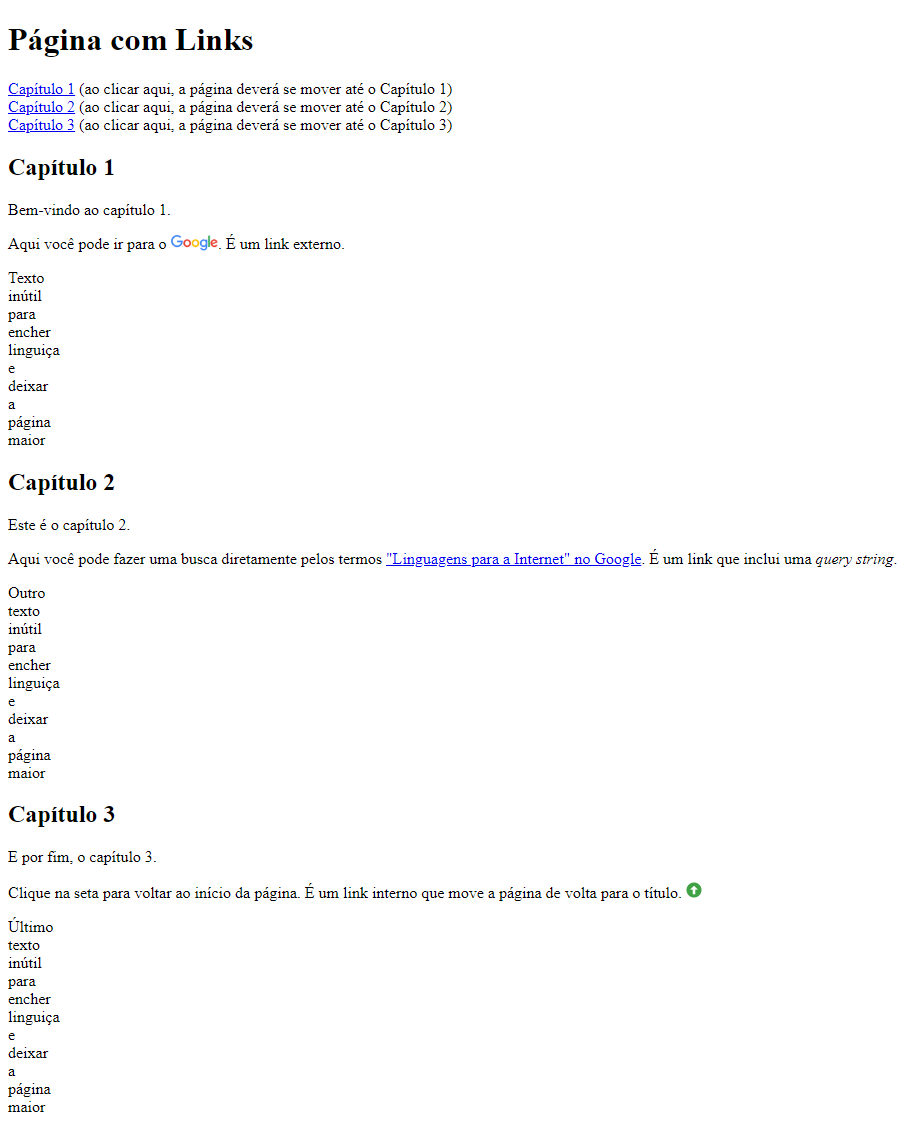 Página com Links
Capítulo 1 (ao clicar aqui, a página deverá se mover até o Capítulo 1)
Capítulo 2 (ao clicar aqui, a página deverá se mover até o Capítulo 2)
Capítulo 3 (ao clicar aqui, a página deverá se mover até o Capítulo 3)
Capítulo 1
Bem-vindo ao capítulo 1.
Aqui você pode ir para o Google. É um link externo.
Texto
inútil
para
encher
linguiça
e
deixar
a
página
maior
Capítulo 2
Este é o capítulo 2.
Aqui você pode fazer uma busca diretamente pelos termos "Linguagens para a Internet" no Google. É um link que inclui uma query string.
Outro
texto
inútil
para
encher
linguiça
e
deixar
a
página
maior
Capítulo 3
E por fim, o capítulo 3.
Clique na seta para voltar ao início da página. É um link interno que move a página de volta para o título.
Último
texto
inútil
para
encher
linguiça
e
deixar
a
página
maior